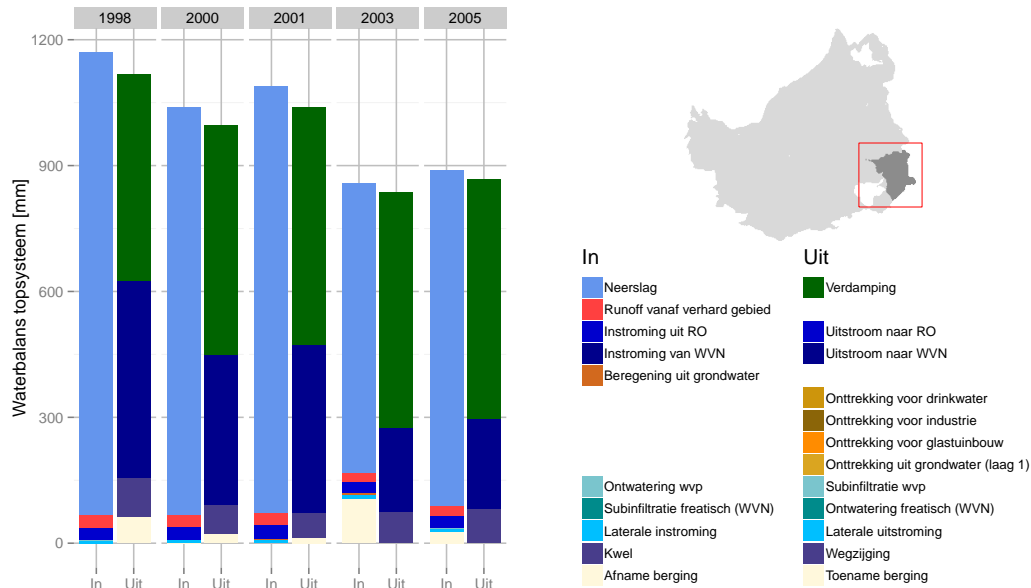 1998 2000 2001 2003 2005
1200
900
600
300
0
Waterbalans topsysteem [mm]
In Uit In Uit In Uit In Uit In Uit
In
Neerslag
Runoff vanaf verhard gebied
Instroming uit RO
Instroming van WVN
Beregening uit grondwater
Ontwatering wvp
Subinfiltratie freatisch (WVN)
Laterale instroming
Kwel
Afname berging
Uit
Verdamping
Uitstroom naar RO
Uitstroom naar WVN
Onttrekking voor drinkwater
Onttrekking voor industrie
Onttrekking voor glastuinbouw
Onttrekking uit grondwater (laag 1)
Subinfiltratie wvp
Ontwatering freatisch (WVN)
Laterale uitstroming
Wegzijging
Toename berging